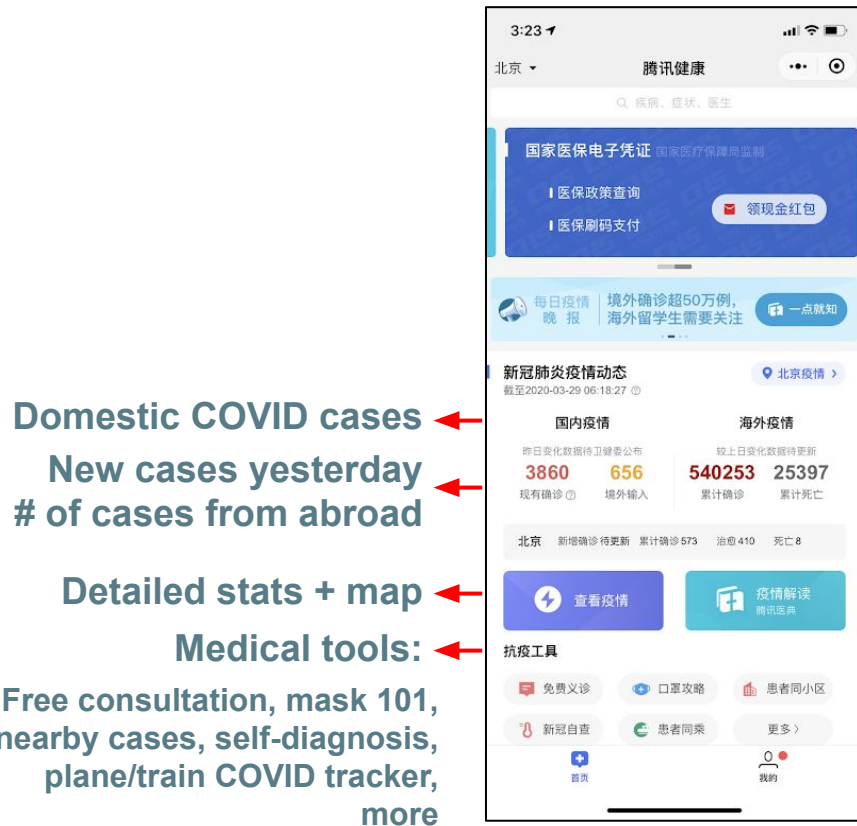 3:23
北京
腾讯健康
疾病、症状、医生
国家医保电子凭证 国家医疗保障局监制
医保政策查询
医保刷码支付
领现金红包
每日疫情
晚 报
境外确诊超50万例,
海外留学生需要关注
一点就知
新冠肺炎疫情动态
截至2020-03-29 06:18:27
北京疫情 >
国内疫情
海外疫情
昨日变化数据待卫健委公布
较上日变化数据待更新
3860 656 540253 25397
现有确诊 境外输入 累计确诊 累计死亡
北京 新增确诊 待更新 累计确诊 573 治愈 410 死亡 8
查看疫情
疫情解读
腾讯医典
抗疫工具
免费义诊 口罩攻略 患者同小区
新冠自查 患者同乘 更多 >
首页 我的
Domestic COVID cases
New cases yesterday
# of cases from abroad
Detailed stats + map
Medical tools:
Free consultation, mask 101,
nearby cases, self-diagnosis,
plane/train COVID tracker,
more